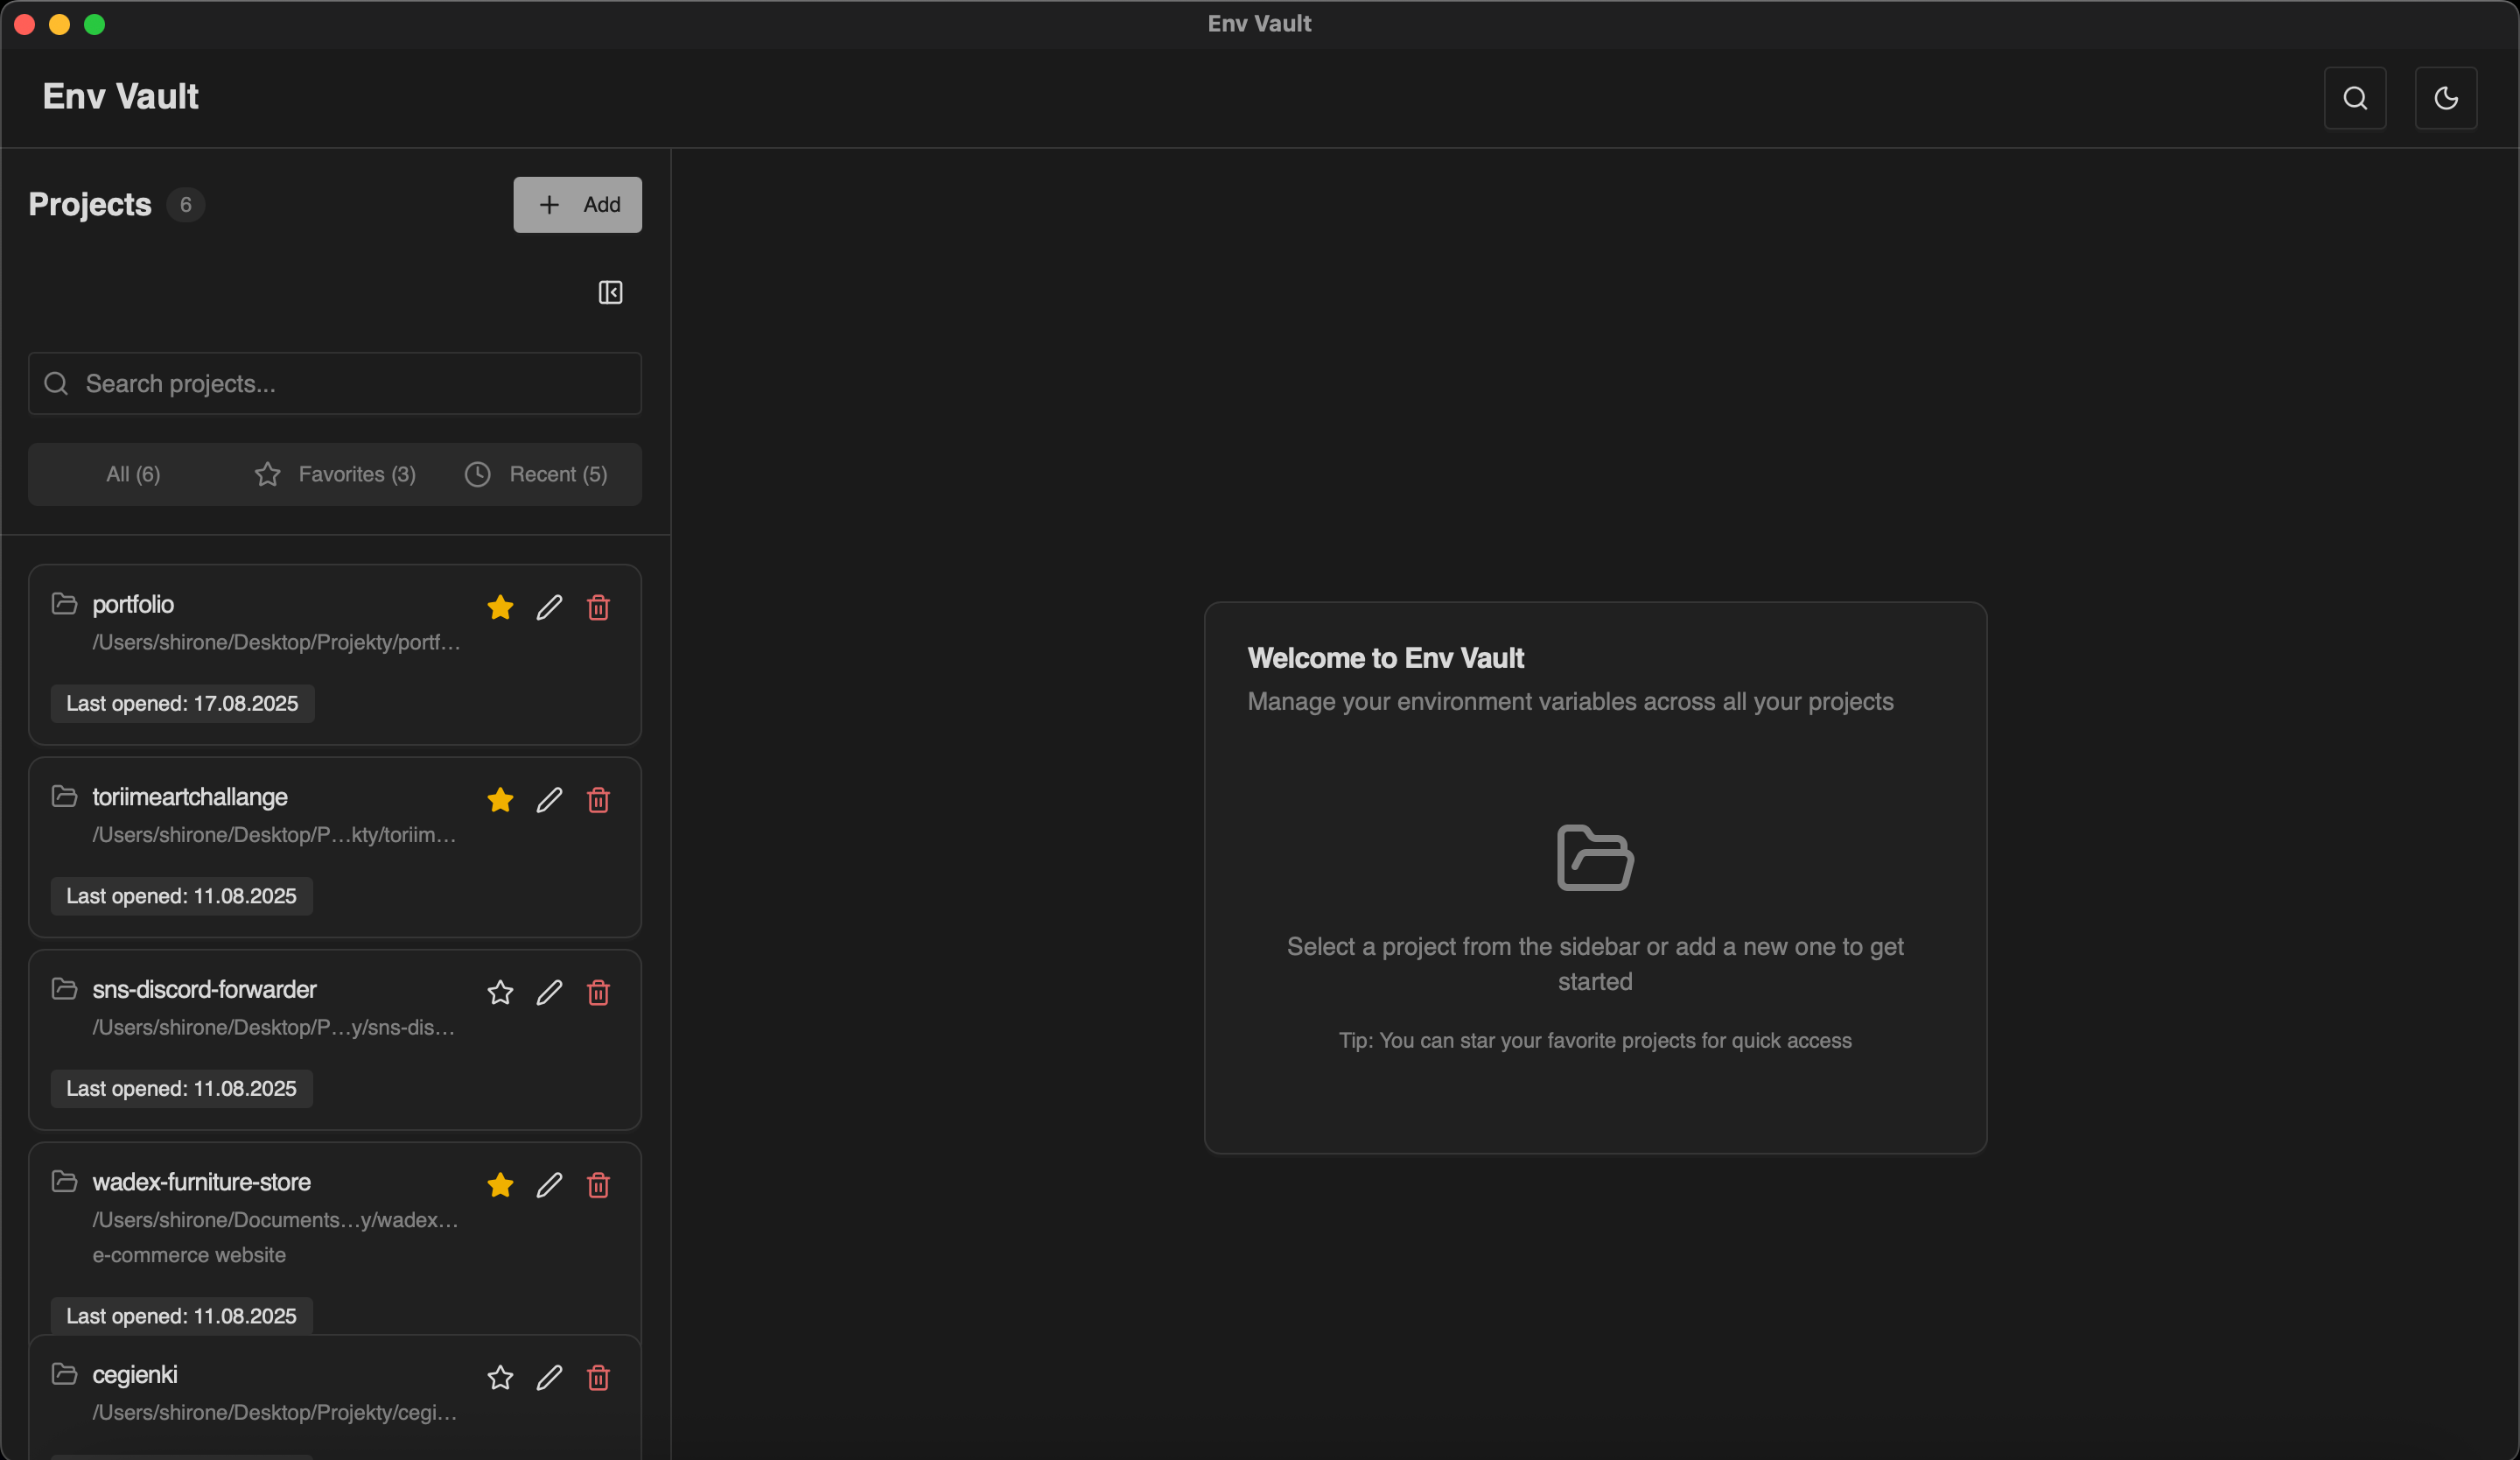 Env Vault
Env Vault
Projects 6
Add
Search projects...
All (6) Favorites (3) Recent (5)
portfolio
/Users/shirone/Desktop/Projekty/portf...
Last opened: 17.08.2025
toriimeartchallange
/Users/shirone/Desktop/P...kty/toriim...
Last opened: 11.08.2025
sns-discord-forwarder
/Users/shirone/Desktop/P...y/sns-dis...
Last opened: 11.08.2025
wadex-furniture-store
/Users/shirone/Documents...y/wadex...
e-commerce website
Last opened: 11.08.2025
cegienki
/Users/shirone/Desktop/Projekty/cegi...
Welcome to Env Vault
Manage your environment variables across all your projects
Select a project from the sidebar or add a new one to get
started
Tip: You can star your favorite projects for quick access